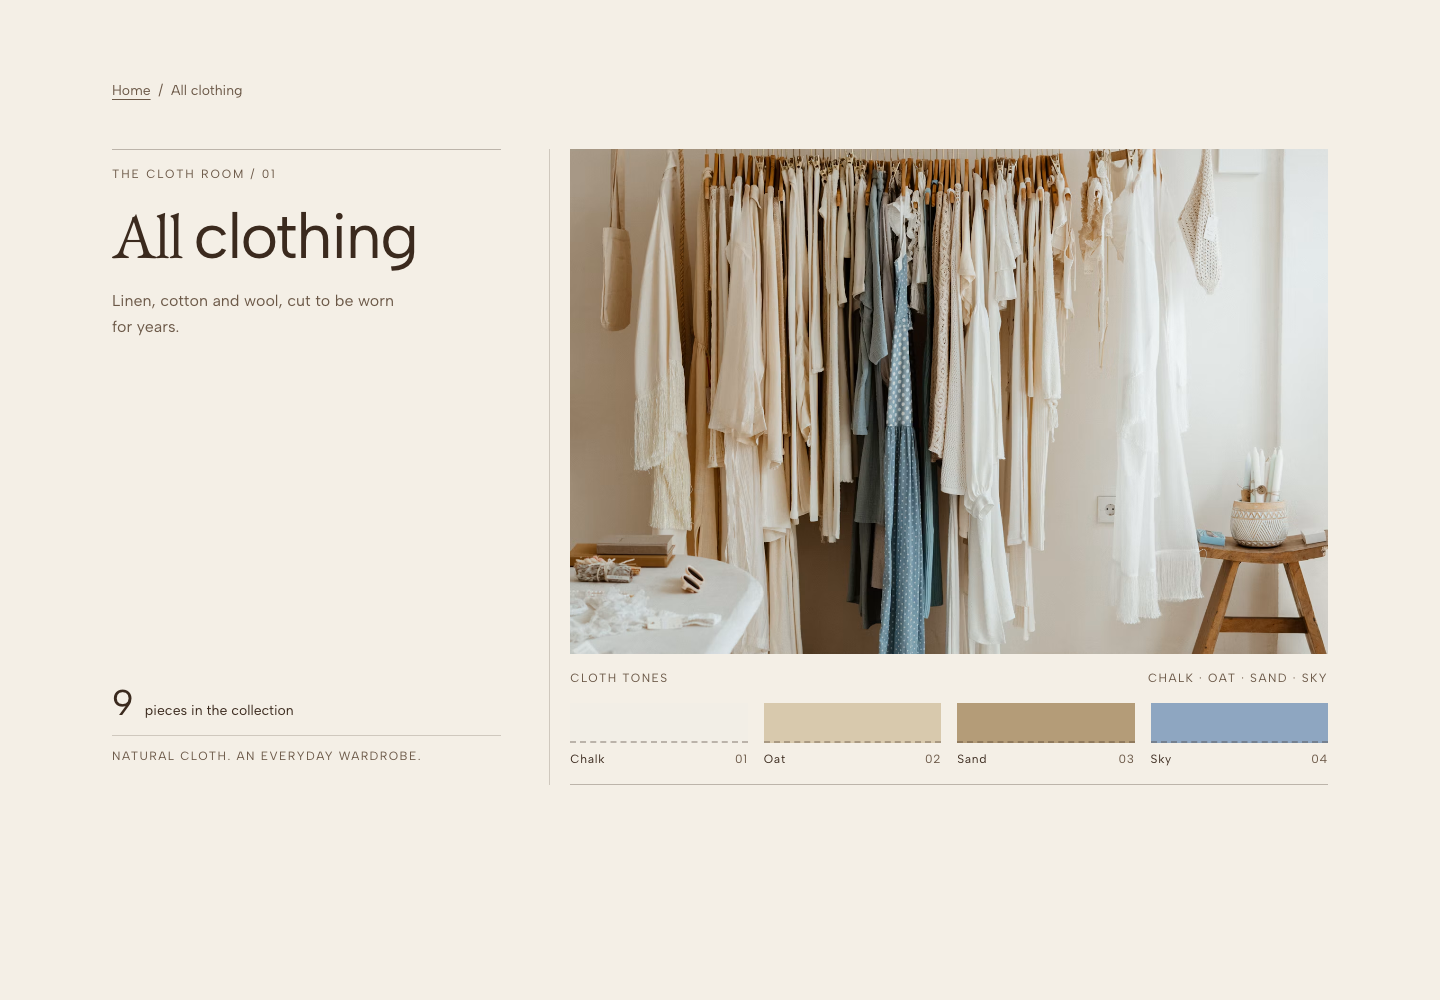 Home / All clothing
THE CLOTH ROOM / 01
All clothing
Linen, cotton and wool, cut to be worn
for years.
9 pieces in the collection
NATURAL CLOTH. AN EVERYDAY WARDROBE.
CLOTH TONES
CHALK · OAT · SAND · SKY
Chalk 01
Oat 02
Sand 03
Sky 04